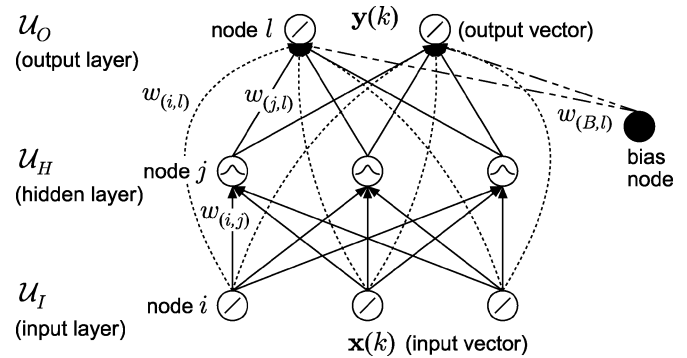 𝒰_O node l y(k) (output vector)
(output layer)
w_(i,l) w_(j,l)
w_(B,l)
𝒰_H node j bias
(hidden layer) node
w_(i,j)
𝒰_I node i
(input layer) x(k) (input vector)